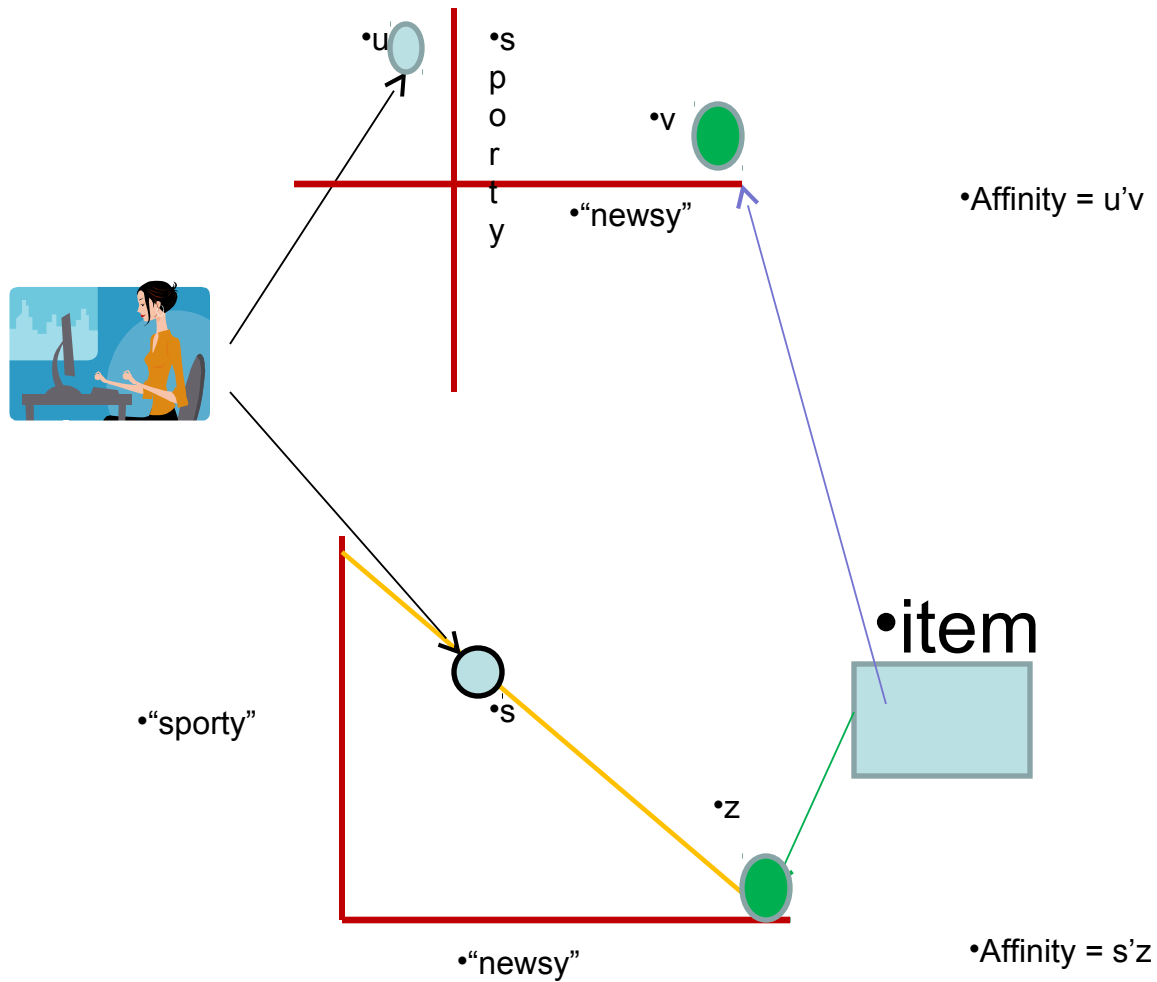 •u
•s
p
o
r
t
y
•v
•“newsy”
•Affinity = u’v
•item
•“sporty”
•s
•z
•“newsy”
•Affinity = s’z